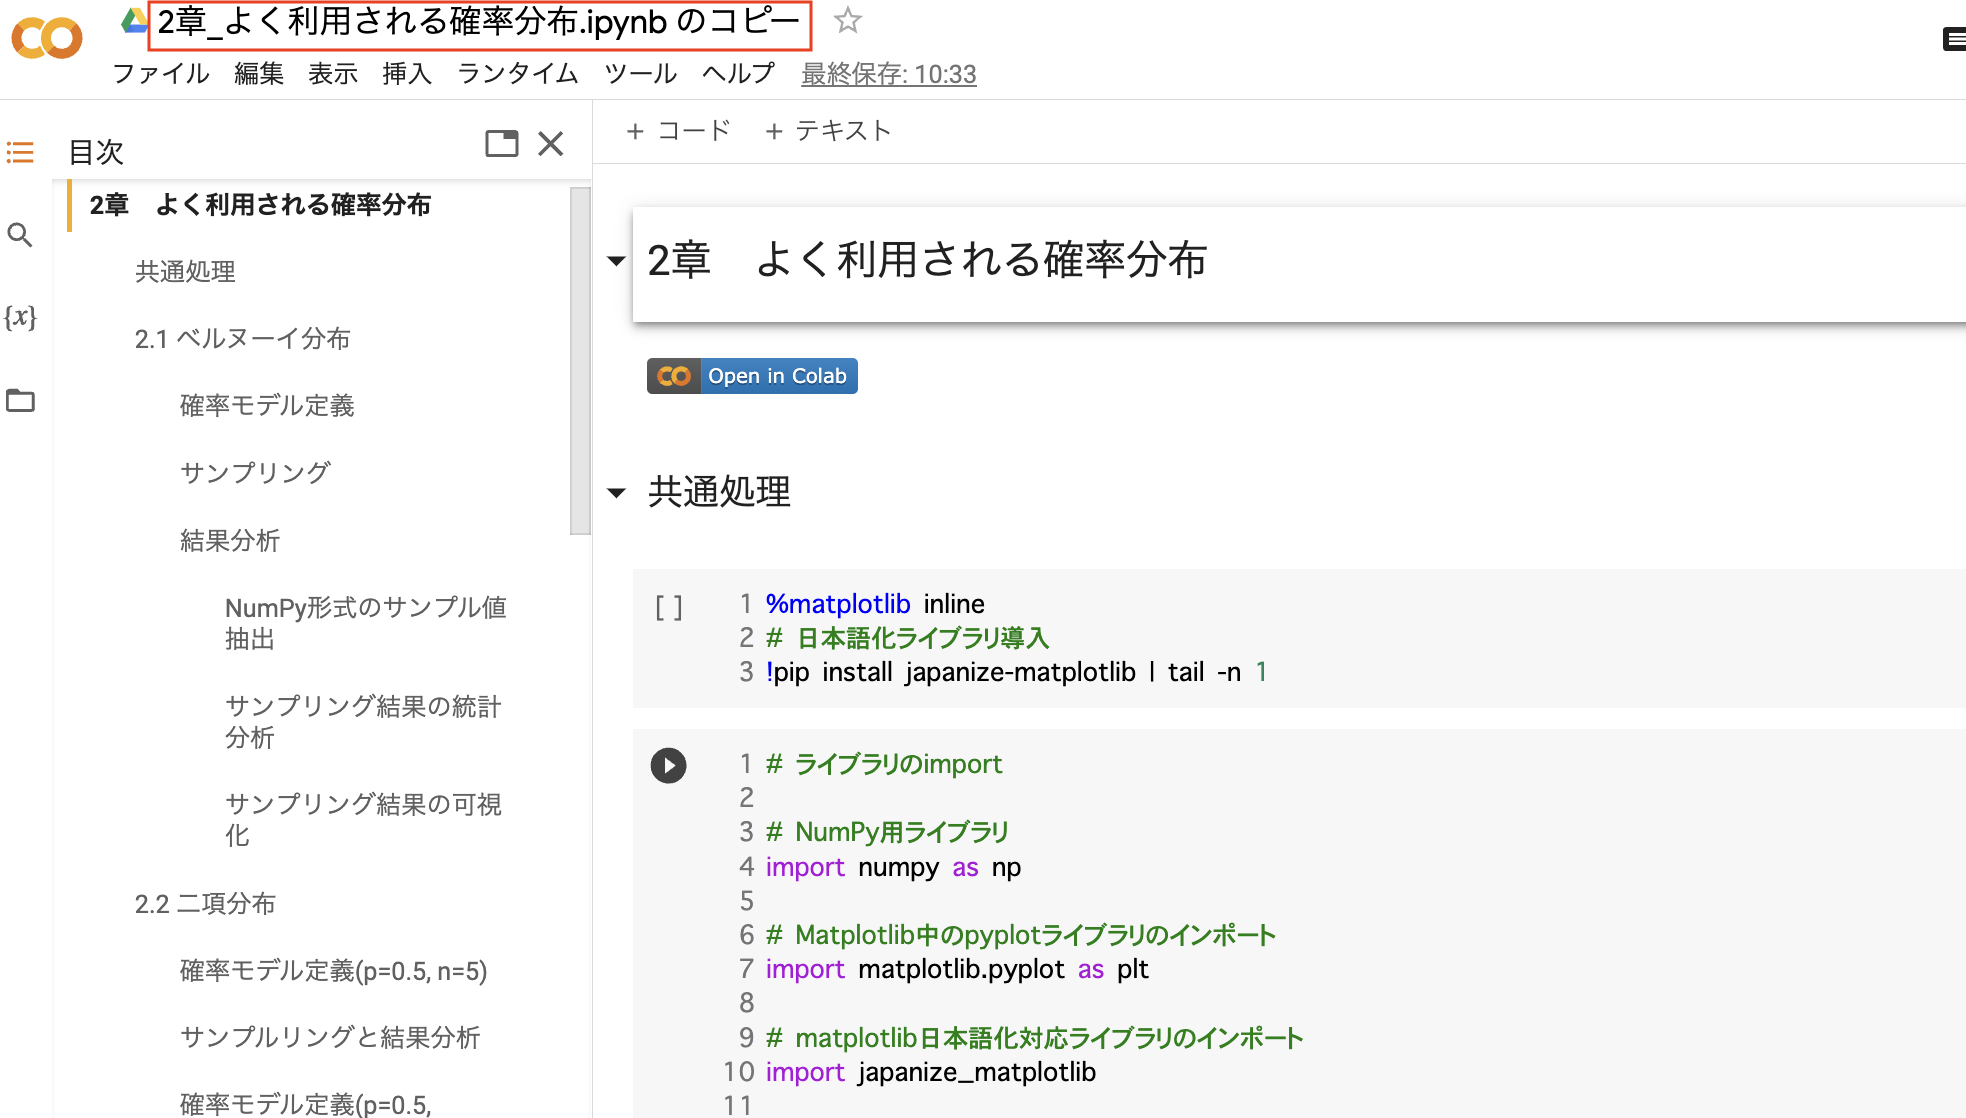 2章_よく利用される確率分布.ipynb のコピー
ファイル 編集 表示 挿入 ランタイム ツール ヘルプ 最終保存: 10:33
目次
2章　よく利用される確率分布
共通処理
2.1 ベルヌーイ分布
確率モデル定義
サンプリング
結果分析
NumPy形式のサンプル値
抽出
サンプリング結果の統計
分析
サンプリング結果の可視
化
2.2 二項分布
確率モデル定義(p=0.5, n=5)
サンプルリングと結果分析
確率モデル定義(p=0.5,
{x}
+ コード + テキスト
2章　よく利用される確率分布
Open in Colab
共通処理
[ ]
1 %matplotlib inline
2 # 日本語化ライブラリ導入
3 !pip install japanize-matplotlib | tail -n 1
1 # ライブラリのimport
2
3 # NumPy用ライブラリ
4 import numpy as np
5
6 # Matplotlib中のpyplotライブラリのインポート
7 import matplotlib.pyplot as plt
8
9 # matplotlib日本語化対応ライブラリのインポート
10 import japanize_matplotlib
11